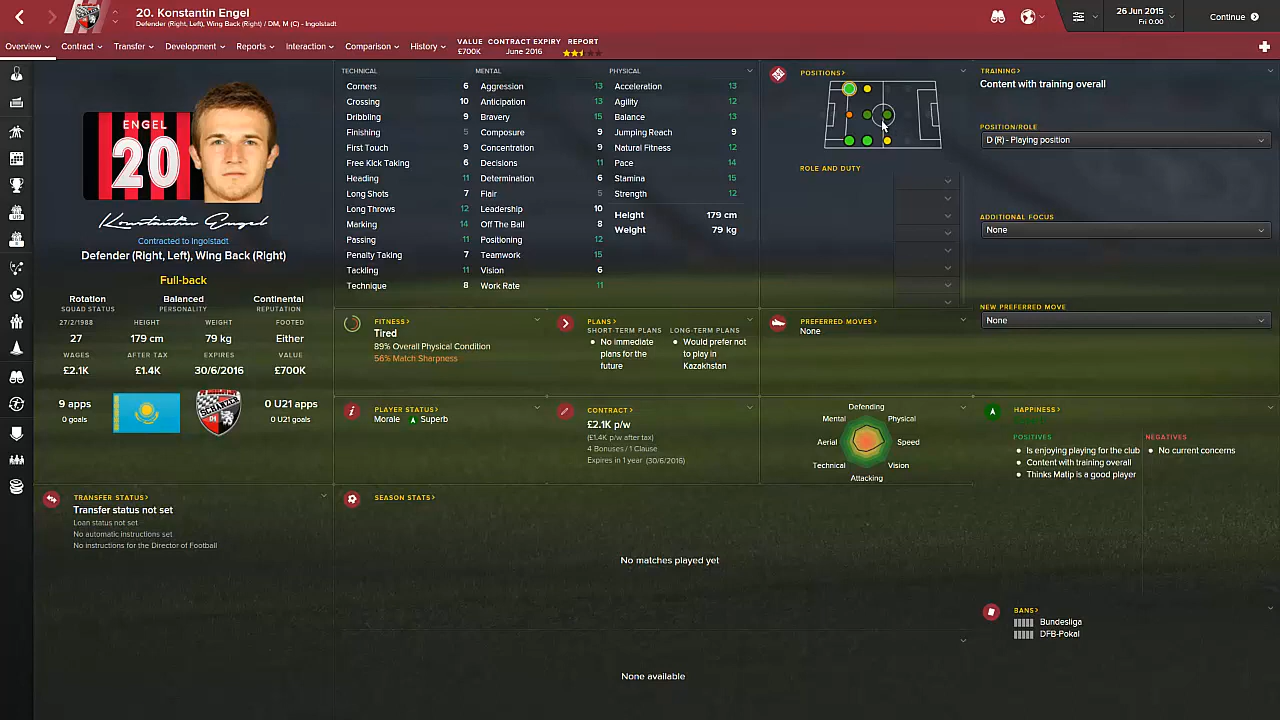 20. Konstantin Engel
Defender (Right, Left), Wing Back (Right) / DM, M (C) - Ingolstadt
VALUE CONTRACT EXPIRY REPORT
£700K June 2016
26 Jun 2015
Fri 0:00
Continue
Overview Contract Transfer Development Reports Interaction Comparison History
ENGEL
20
Konstantin Engel
Contracted to Ingolstadt
Defender (Right, Left), Wing Back (Right)
Full-back
Rotation Balanced Continental
SQUAD STATUS PERSONALITY REPUTATION
27/2/1988 HEIGHT WEIGHT FOOTED
27 179 cm 79 kg Either
WAGES AFTER TAX EXPIRES VALUE
£2.1K £1.4K 30/6/2016 £700K
9 apps 0 U21 apps
0 goals 0 U21 goals
TECHNICAL MENTAL PHYSICAL
Corners 6 Aggression 13 Acceleration 13
Crossing 10 Anticipation 13 Agility 12
Dribbling 9 Bravery 15 Balance 13
Finishing 5 Composure 9 Jumping Reach 9
First Touch 9 Concentration 9 Natural Fitness 12
Free Kick Taking 6 Decisions 11 Pace 14
Heading 11 Determination 6 Stamina 15
Long Shots 7 Flair 5 Strength 12
Long Throws 12 Leadership 10
Marking 14 Off The Ball 8
Passing 11 Positioning 12
Penalty Taking 7 Teamwork 15
Tackling 11 Vision 6
Technique 8 Work Rate 11
Height 179 cm
Weight 79 kg
POSITIONS>
ROLE AND DUTY
TRAINING>
Content with training overall
POSITION/ROLE
D (R) - Playing position
ADDITIONAL FOCUS
None
NEW PREFERRED MOVE
None
FITNESS>
Tired
89% Overall Physical Condition
56% Match Sharpness
PLANS>
SHORT-TERM PLANS LONG-TERM PLANS
No immediate Would prefer not
plans for the to play in
future Kazakhstan
PREFERRED MOVES>
None
PLAYER STATUS>
Morale Superb
CONTRACT>
£2.1K p/w
(£1.4K p/w after tax)
4 Bonuses / 1 Clause
Expires in 1 year (30/6/2016)
Defending
Mental Physical
Aerial Speed
Technical Vision
Attacking
HAPPINESS>
POSITIVES NEGATIVES
Is enjoying playing for the club No current concerns
Content with training overall
Thinks Matip is a good player
TRANSFER STATUS>
Transfer status not set
Loan status not set
No automatic instructions set
No instructions for the Director of Football
SEASON STATS>
No matches played yet
None available
BANS>
Bundesliga
DFB-Pokal